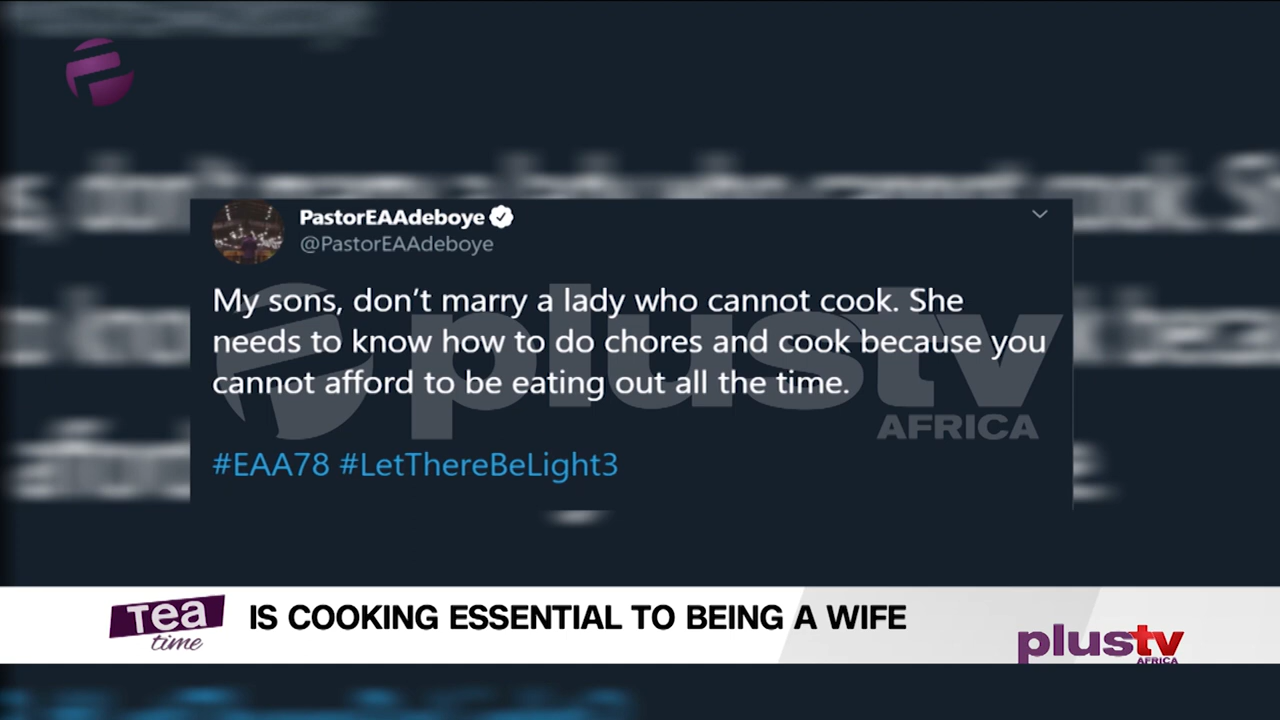 PastorEAAdeboye
@PastorEAAdeboye
My sons, don't marry a lady who cannot cook. She
needs to know how to do chores and cook because you
cannot afford to be eating out all the time.
#EAA78 #LetThereBeLight3
plustv
AFRICA
Tea
time
IS COOKING ESSENTIAL TO BEING A WIFE
plustv
AFRICA